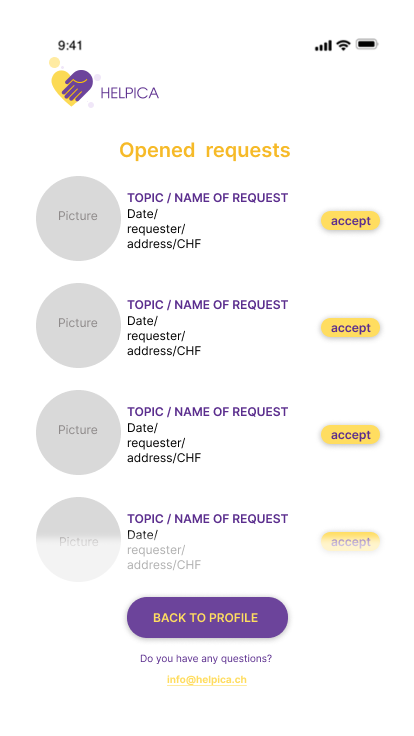 9:41
HELPICA
Opened requests
Picture
TOPIC / NAME OF REQUEST
Date/
requester/
address/CHF
accept
Picture
TOPIC / NAME OF REQUEST
Date/
requester/
address/CHF
accept
Picture
TOPIC / NAME OF REQUEST
Date/
requester/
address/CHF
accept
Picture
TOPIC / NAME OF REQUEST
Date/
requester/
address/CHF
accept
BACK TO PROFILE
Do you have any questions?
info@helpica.ch